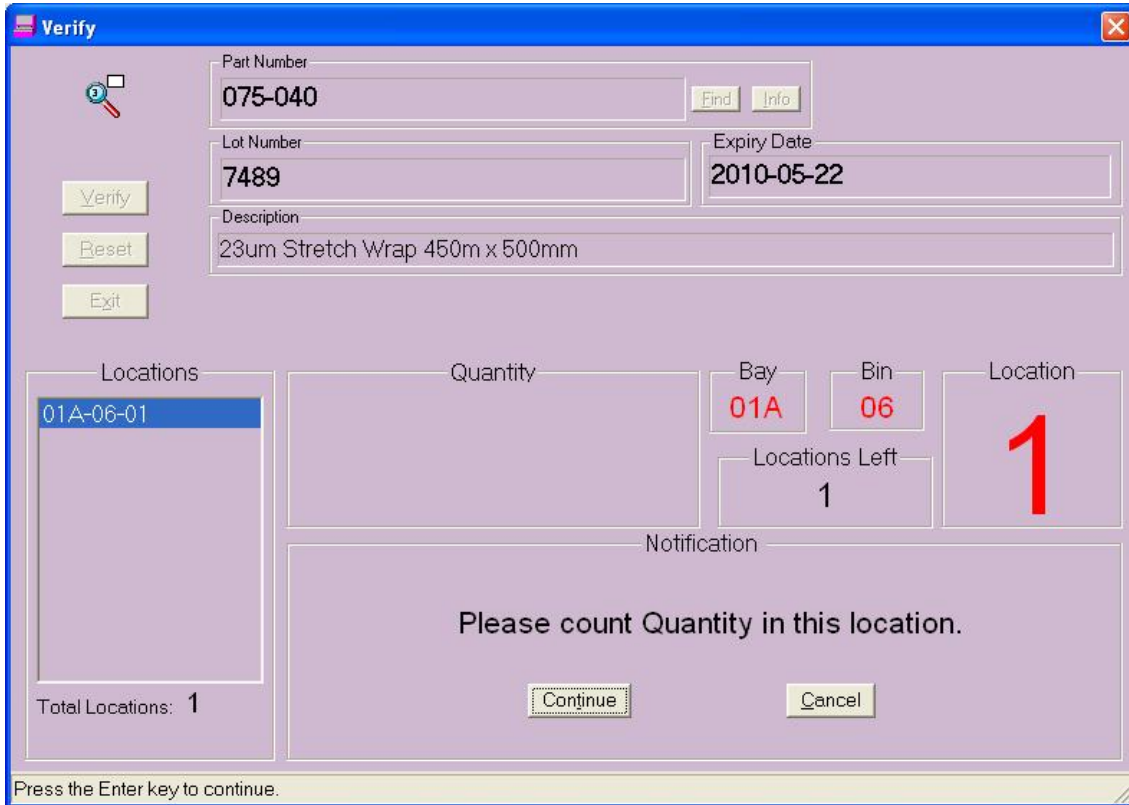 Verify
Part Number
075-040
Find
Info
Lot Number
7489
Expiry Date
2010-05-22
Verify
Reset
Exit
Description
23um Stretch Wrap 450m x 500mm
Locations
01A-06-01
Total Locations: 1
Quantity
Bay
01A
Bin
06
Location
1
Locations Left
1
Notification
Please count Quantity in this location.
Continue
Cancel
Press the Enter key to continue.